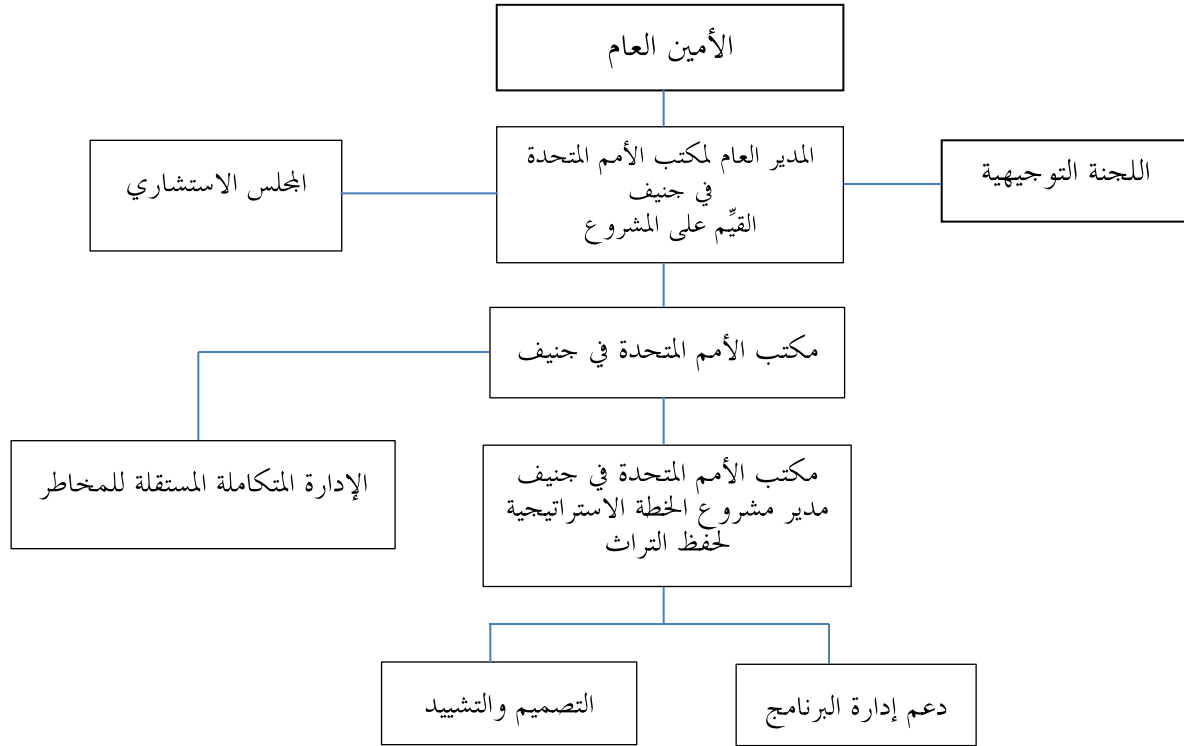 الأمين العام
المدير العام لمكتب الأمم المتحدة
في جنيف
القيِّم على المشروع
اللجنة التوجيهية
المجلس الاستشاري
مكتب الأمم المتحدة في جنيف
الإدارة المتكاملة المستقلة للمخاطر
مكتب الأمم المتحدة في جنيف
مدير مشروع الخطة الاستراتيجية
لحفظ التراث
دعم إدارة البرنامج
التصميم والتشييد